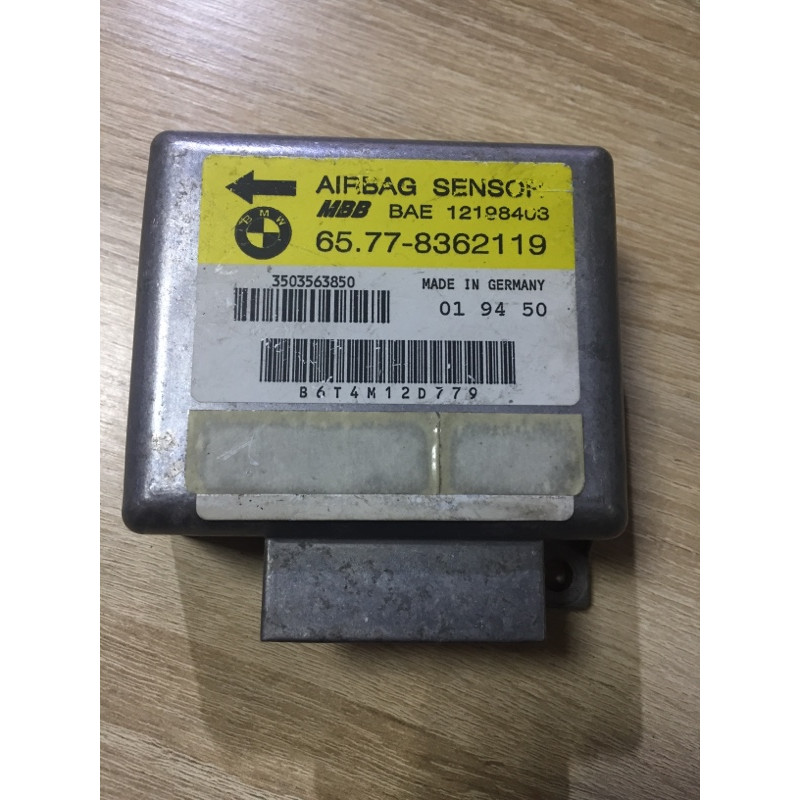 AIRBAG SENSOR
MBB BAE 12198403
BMW
65.77-8362119
3503563850
MADE IN GERMANY
01 94 50
B6T4M12D779